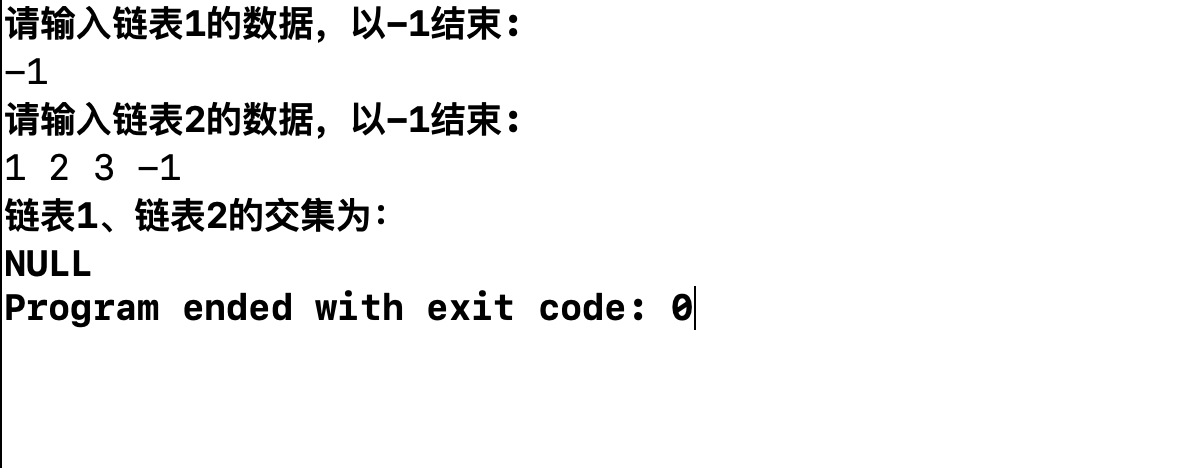 请输入链表1的数据，以-1结束：
-1
请输入链表2的数据，以-1结束：
1 2 3 -1
链表1、链表2的交集为：
NULL
Program ended with exit code: 0